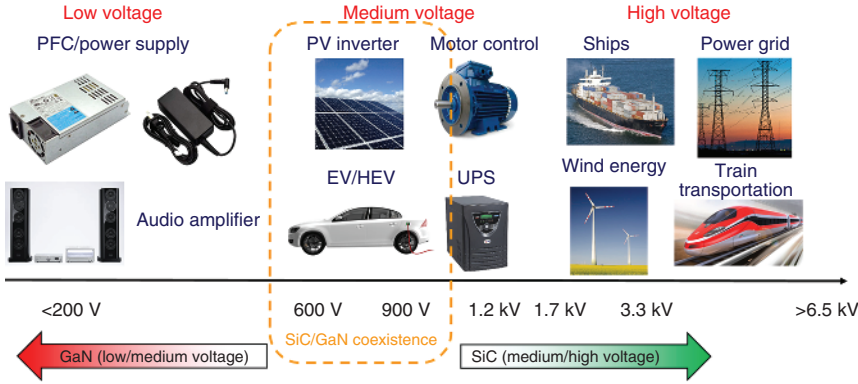 Low voltage
Medium voltage
High voltage
PFC/power supply
PV inverter
Motor control
Ships
Power grid
EV/HEV
UPS
Wind energy
Train
transportation
Audio amplifier
<200 V
600 V
900 V
1.2 kV
1.7 kV
3.3 kV
>6.5 kV
SiC/GaN coexistence
GaN (low/medium voltage)
SiC (medium/high voltage)